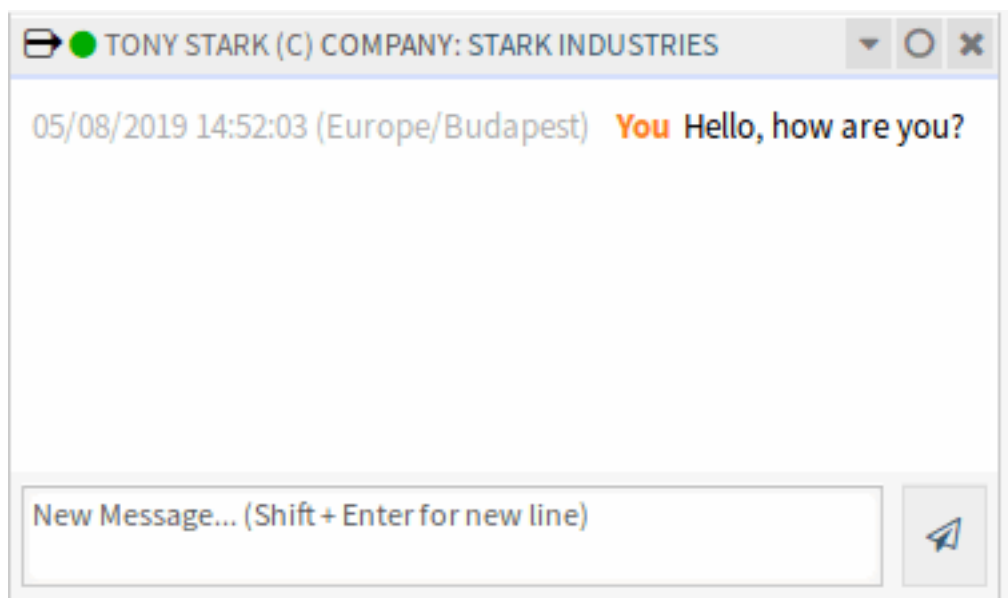 TONY STARK (C) COMPANY: STARK INDUSTRIES
05/08/2019 14:52:03 (Europe/Budapest) You Hello, how are you?
New Message... (Shift + Enter for new line)